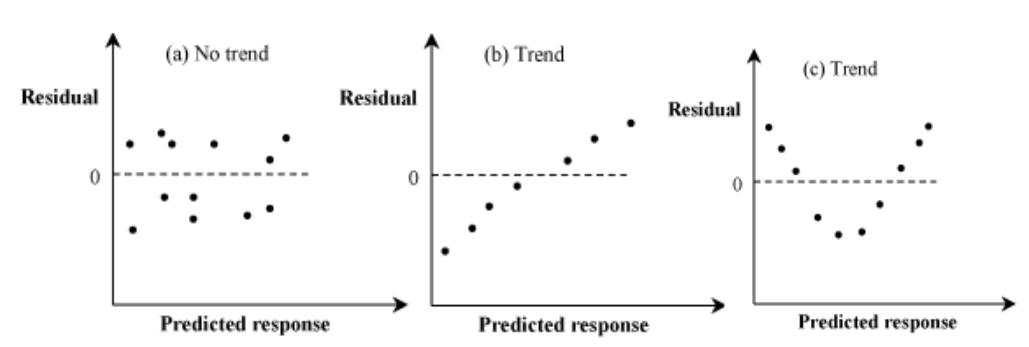 (a) No trend
Residual
0
Predicted response
(b) Trend
Residual
0
Predicted response
(c) Trend
Residual
0
Predicted response